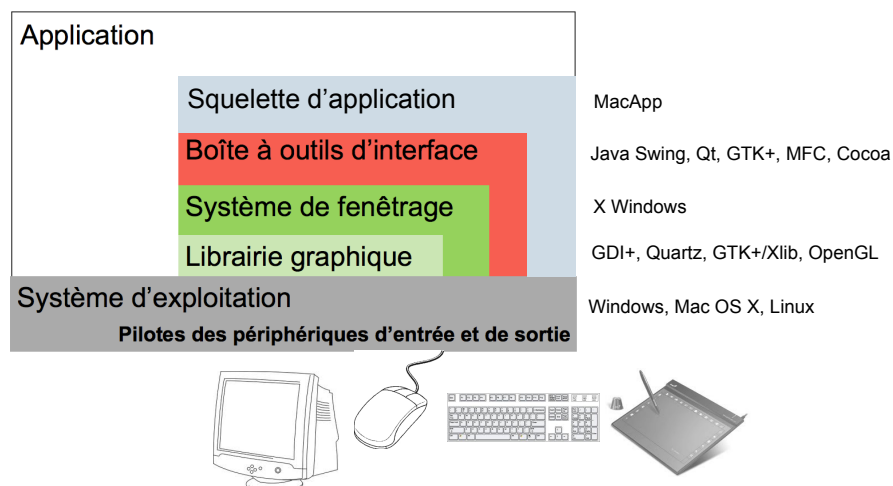 Application
Squelette d'application
MacApp
Boîte à outils d'interface
Java Swing, Qt, GTK+, MFC, Cocoa
Système de fenêtrage
X Windows
Librairie graphique
GDI+, Quartz, GTK+/Xlib, OpenGL
Système d'exploitation
Windows, Mac OS X, Linux
Pilotes des périphériques d'entrée et de sortie